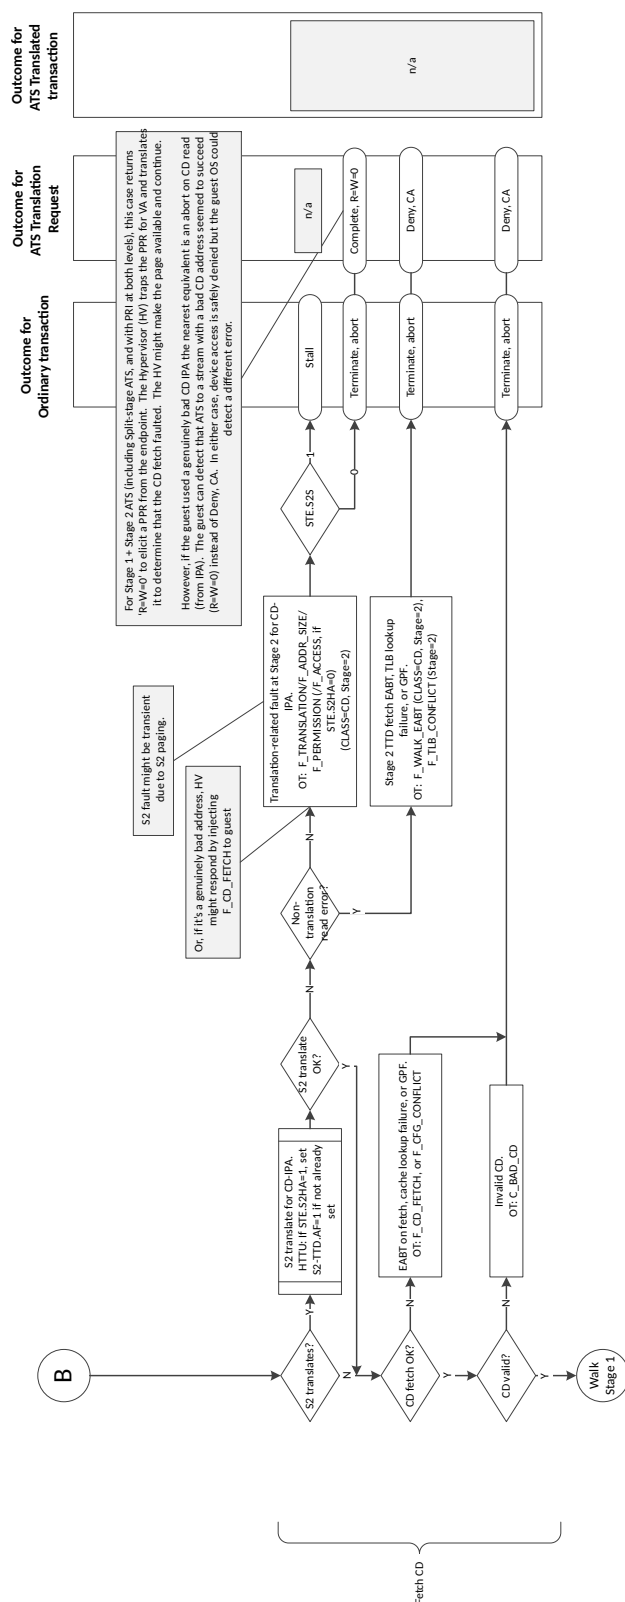 Outcome for
Ordinary transaction
Outcome for
ATS Translation
Request
Outcome for
ATS Translated
transaction
B
S2 fault might be transient
due to S2 paging.
For Stage 1 + Stage 2 ATS (including Split-stage ATS, and with PRI at both levels), this case returns
'R=W=0' to elicit a PPR from the endpoint.  The Hypervisor (HV) traps the PPR for VA and translates
it to determine that the CD fetch faulted.  The HV might make the page available and continue.
However, if the guest used a genuinely bad CD IPA the nearest equivalent is an abort on CD read
(from IPA).  The guest can detect that ATS to a stream with a bad CD address seemed to succeed
(R=W=0) instead of Deny, CA.  In either case, device access is safely denied but the guest OS could
detect a different error.
Or, if it's a genuinely bad address, HV
might respond by injecting
F_CD_FETCH to guest
S2 translates?
Y
N
S2 translate for CD-IPA.
HTTU: If STE.S2HA=1, set
S2-TTD.AF=1 if not already
set
S2 translate
OK?
N
Y
Non-
translation
read error?
N
Y
Translation-related fault at Stage 2 for CD-
IPA.
OT:  F_TRANSLATION/F_ADDR_SIZE/
F_PERMISSION (/F_ACCESS, if
STE.S2HA=0)
(CLASS=CD, Stage=2)
STE.S2S
1
0
Stall
n/a
n/a
Terminate, abort
Complete, R=W=0
Stage 2 TTD fetch EABT, TLB lookup
failure, or GPF.
OT:  F_WALK_EABT (CLASS=CD, Stage=2),
F_TLB_CONFLICT (Stage=2)
Terminate, abort
Deny, CA
CD fetch OK?
N
Y
EABT on fetch, cache lookup failure, or GPF.
OT: F_CD_FETCH, or F_CFG_CONFLICT
CD valid?
N
Y
Invalid CD.
OT: C_BAD_CD
Terminate, abort
Deny, CA
Walk
Stage 1
Fetch CD